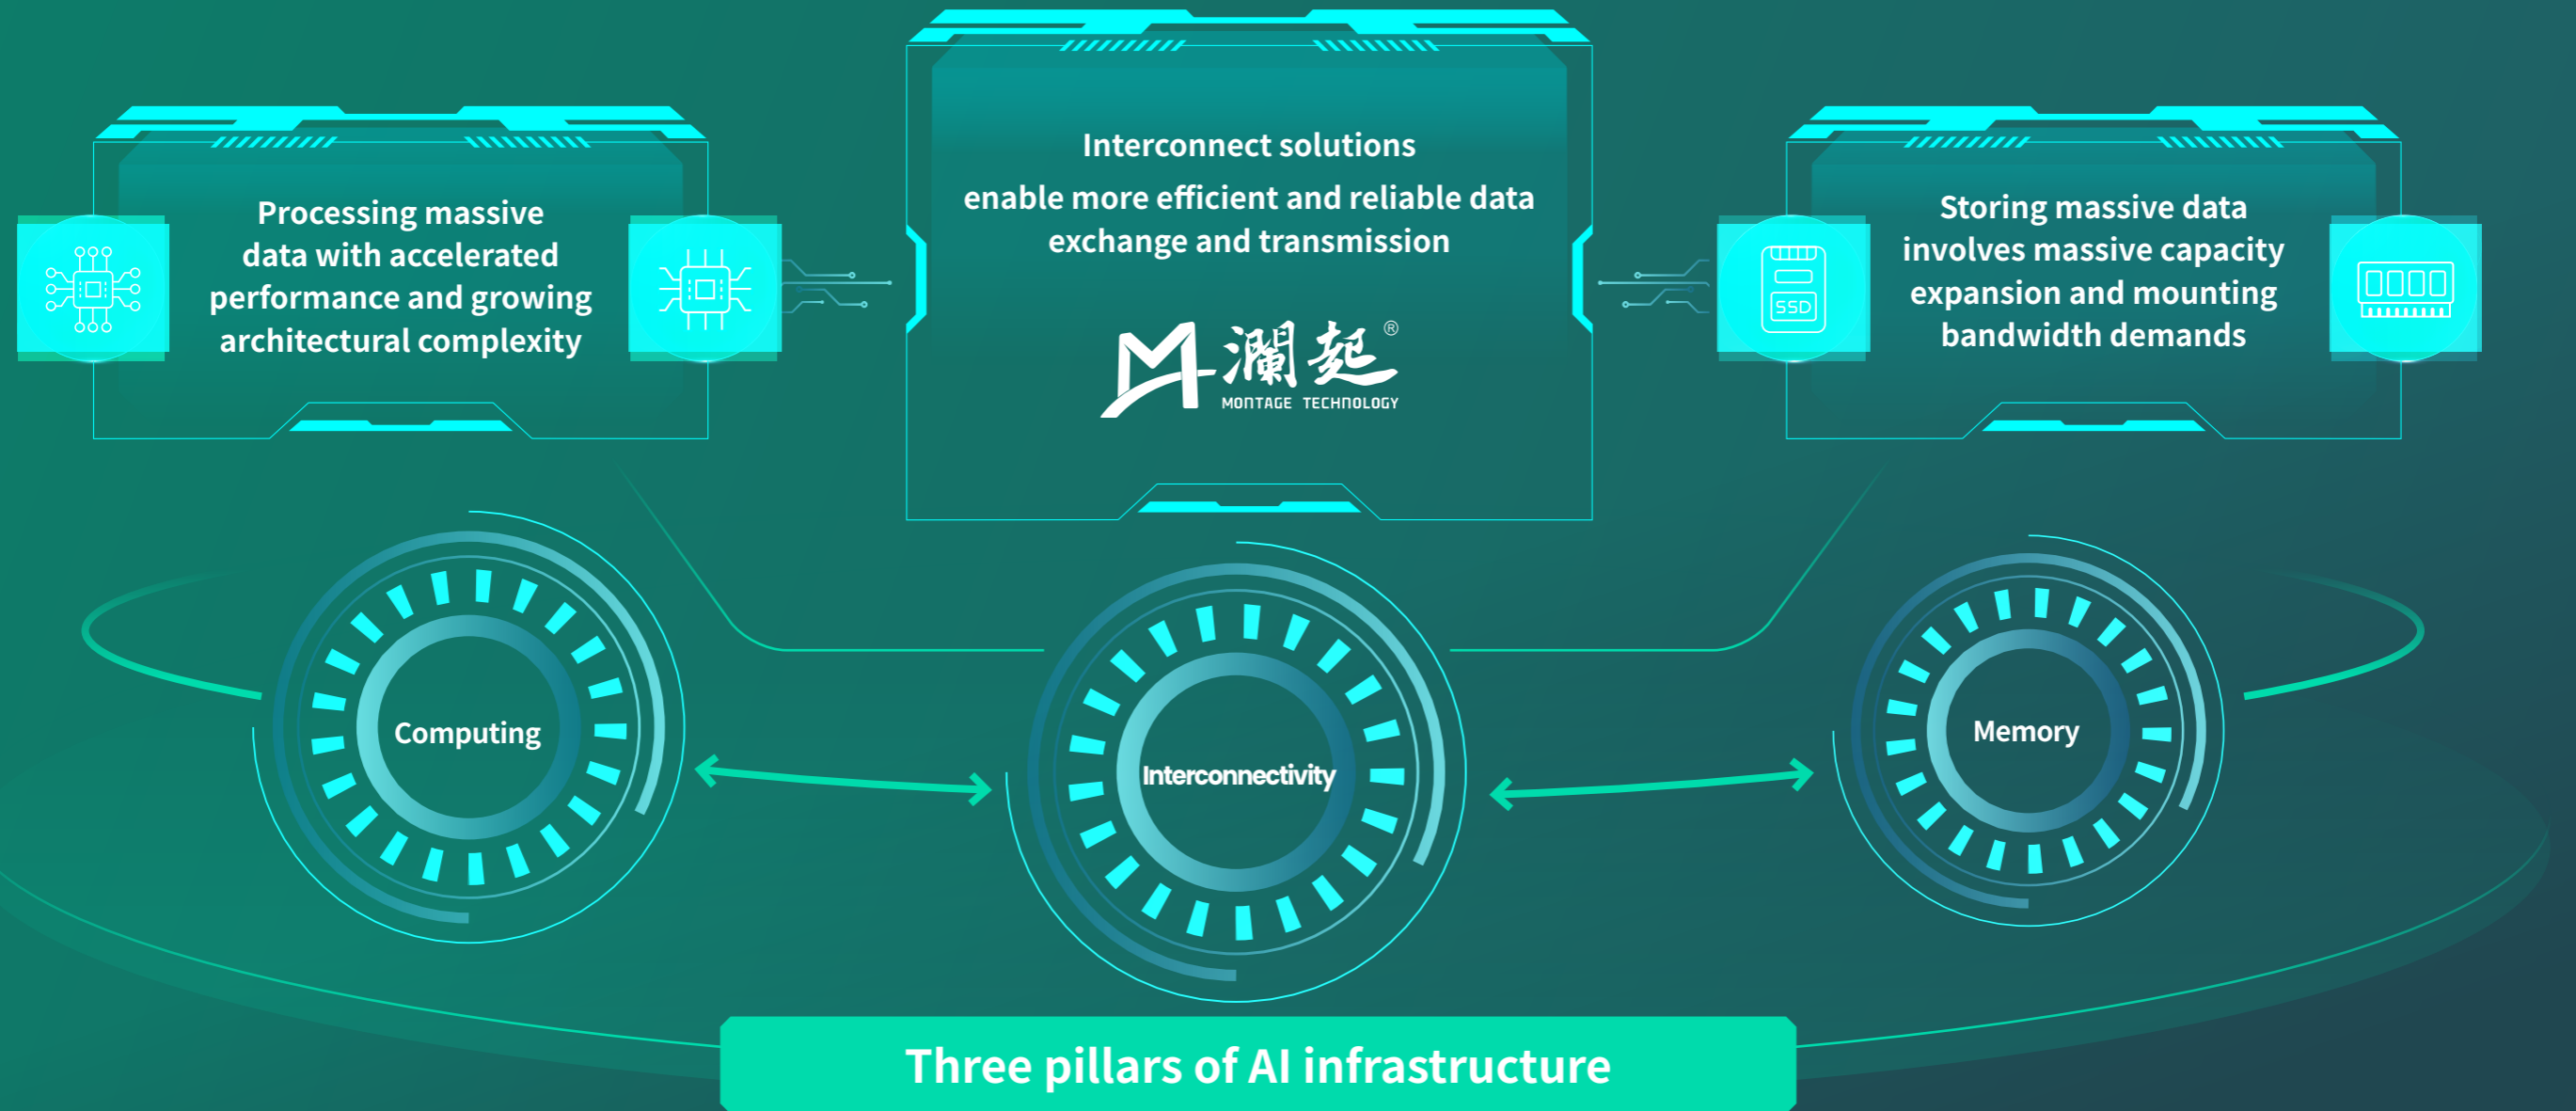 Processing massive
data with accelerated
performance and growing
architectural complexity
Interconnect solutions
enable more efficient and reliable data
exchange and transmission
澜起®
MONTAGE TECHNOLOGY
SSD
Storing massive data
involves massive capacity
expansion and mounting
bandwidth demands
Computing
Interconnectivity
Memory
Three pillars of AI infrastructure